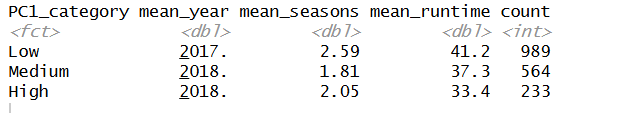 PC1_category mean_year mean_seasons mean_runtime count
<fct> <dbl> <dbl> <dbl> <int>
Low 2017. 2.59 41.2 989
Medium 2018. 1.81 37.3 564
High 2018. 2.05 33.4 233